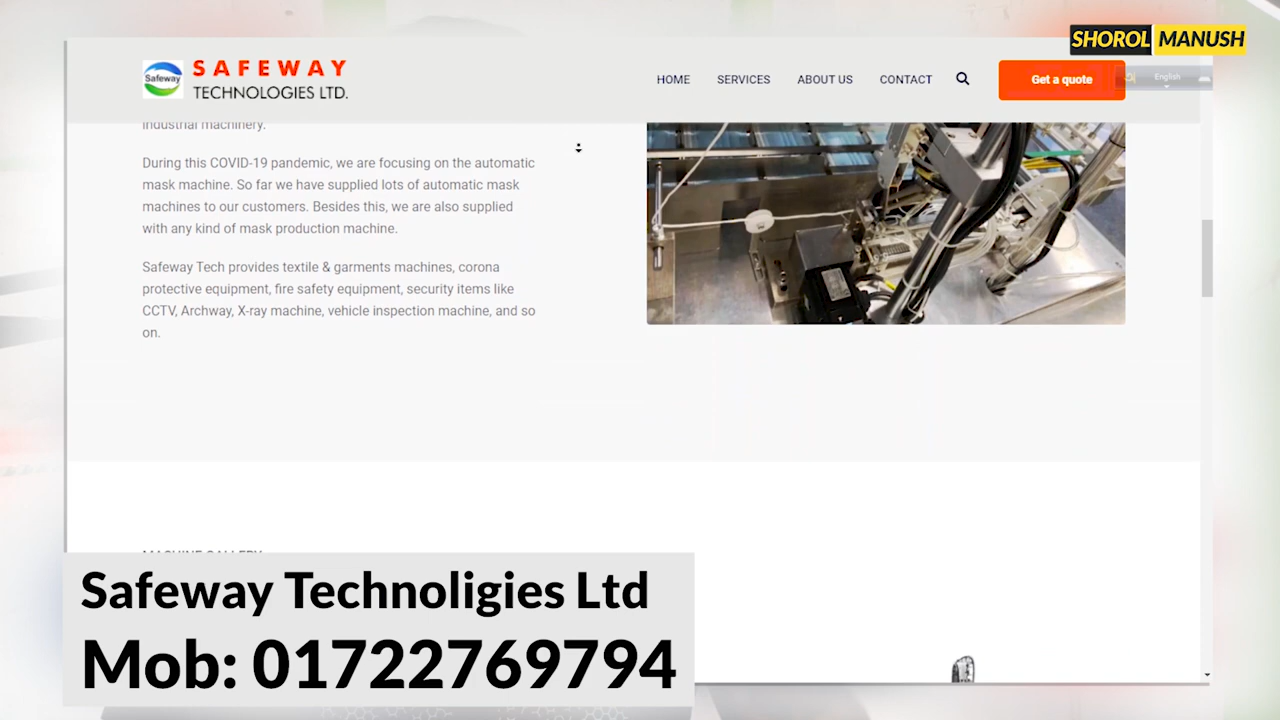 SHOROL MANUSH
Safeway
SAFEWAY
TECHNOLOGIES LTD.
HOME SERVICES ABOUT US CONTACT
Get a quote
English
industrial machinery.
During this COVID-19 pandemic, we are focusing on the automatic
mask machine. So far we have supplied lots of automatic mask
machines to our customers. Besides this, we are also supplied
with any kind of mask production machine.
Safeway Tech provides textile & garments machines, corona
protective equipment, fire safety equipment, security items like
CCTV, Archway, X-ray machine, vehicle inspection machine, and so
on.
MACHINE GALLERY
Safeway Technoligies Ltd
Mob: 01722769794